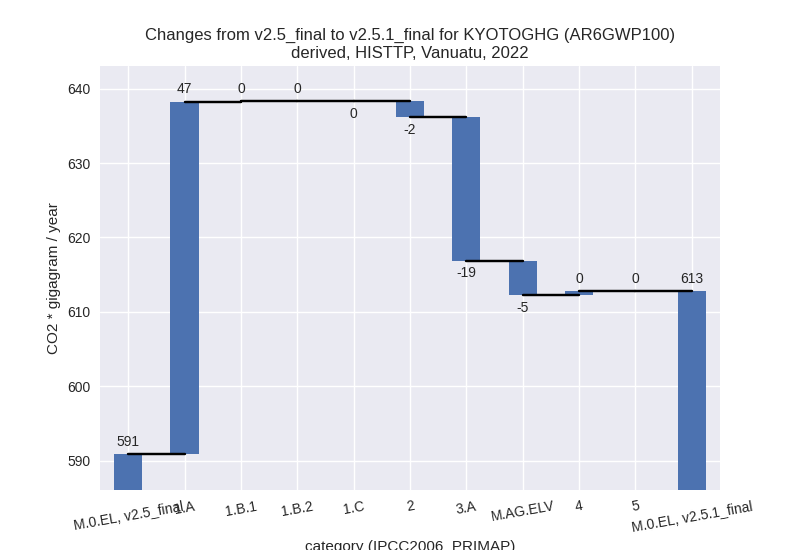 Changes from v2.5_final to v2.5.1_final for KYOTOGHG (AR6GWP100)
derived, HISTTP, Vanuatu, 2022
CO2 * gigagram / year
640
630
620
610
600
590
591
47
0
0
0
-2
-19
-5
0
0
613
M.0.EL, v2.5_final
1.A
1.B.1
1.B.2
1.C
2
3.A
M.AG.ELV
4
5
M.0.EL, v2.5.1_final
category (IPCC2006_PRIMAP)